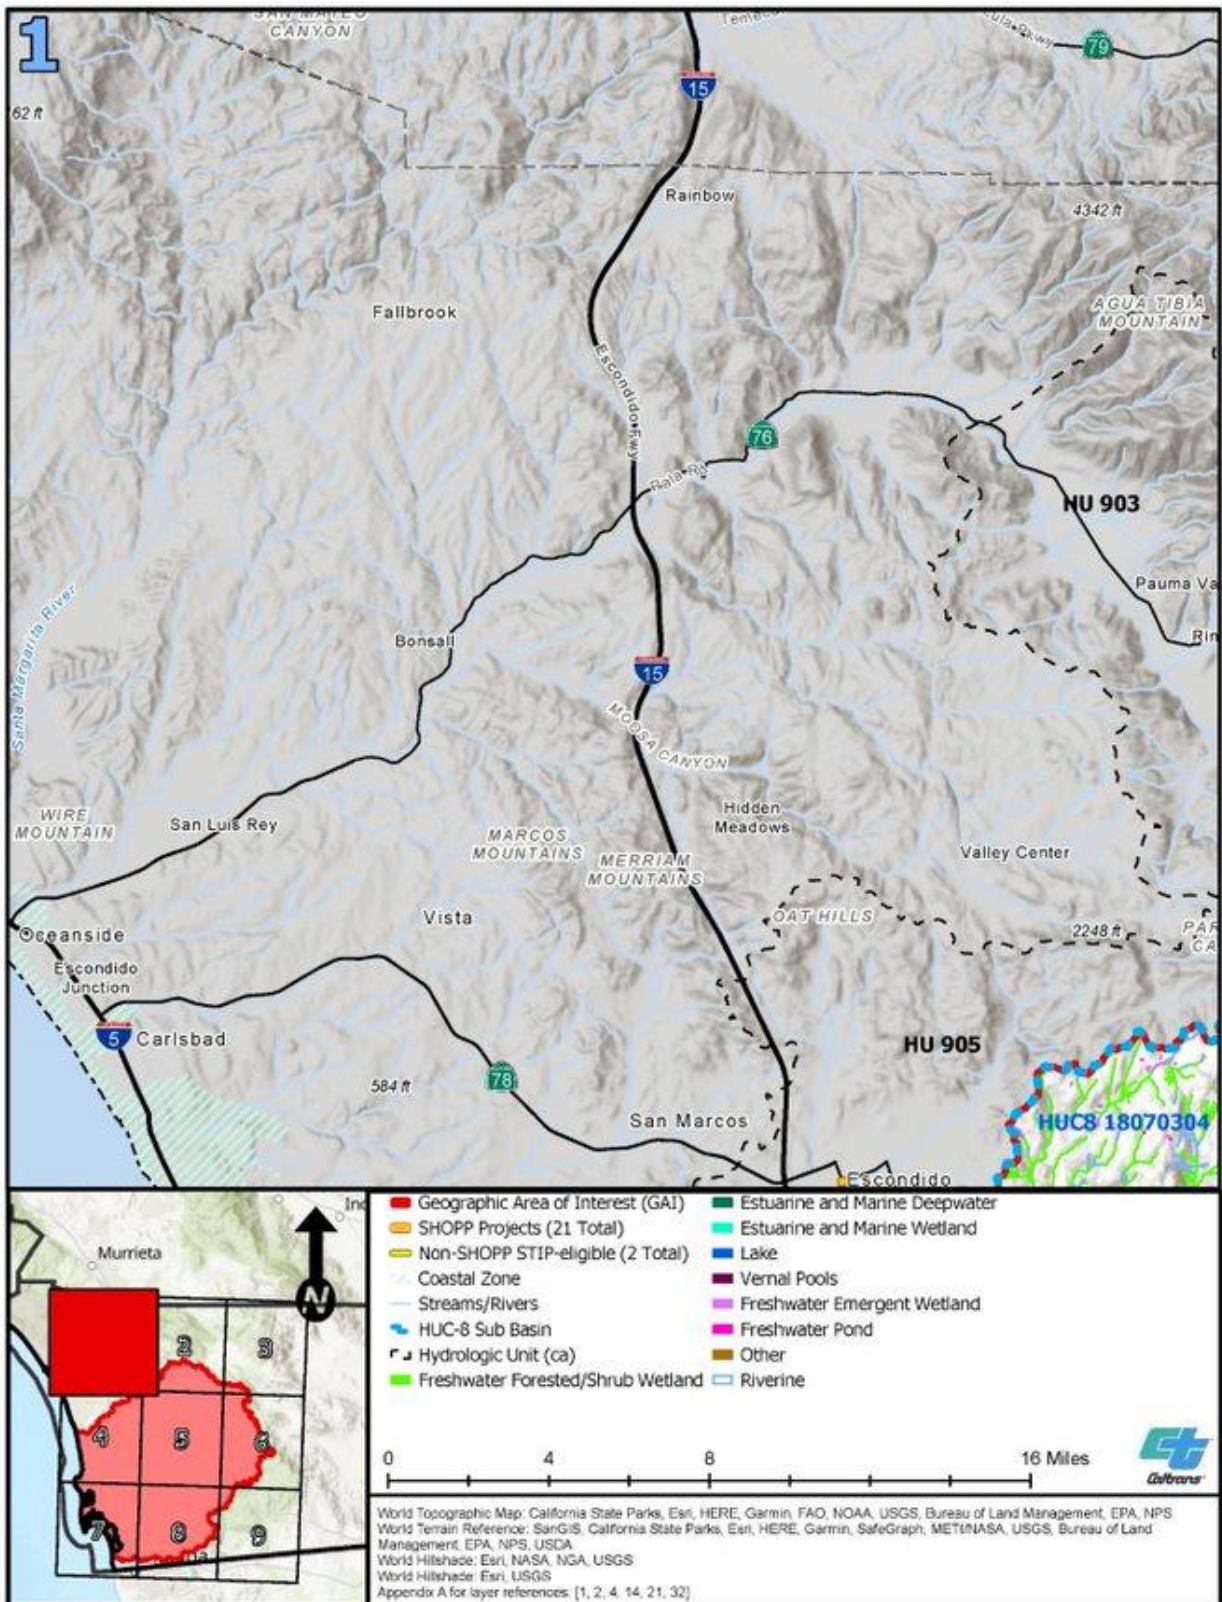 1
SAN MATEO
CANYON
79
15
62 ft
Rainbow
4342 ft
AGUA TIBIA
MOUNTAIN
Fallbrook
Escondido Fwy
76
Pala Rd
HU 903
Pauma Va
Rin
Santa Margarita River
Bonsall
15
MOOSA CANYON
WIRE
MOUNTAIN
San Luis Rey
Hidden
Meadows
MARCOS
MOUNTAINS
MERRIAM
MOUNTAINS
Valley Center
Vista
OAT HILLS
2248 ft
PAR
CA
Oceanside
Escondido
Junction
5
Carlsbad
HU 905
584 ft
78
San Marcos
HUC8 18070304
Escondido
Murrieta
Ind
N
2
3
4
5
6
7
8
9
Geographic Area of Interest (GAI)
SHOPP Projects (21 Total)
Non-SHOPP STIP-eligible (2 Total)
Coastal Zone
Streams/Rivers
HUC-8 Sub Basin
Hydrologic Unit (ca)
Freshwater Forested/Shrub Wetland
Estuarine and Marine Deepwater
Estuarine and Marine Wetland
Lake
Vernal Pools
Freshwater Emergent Wetland
Freshwater Pond
Other
Riverine
0 4 8 16 Miles
Caltrans
World Topographic Map: California State Parks, Esri, HERE, Garmin, FAO, NOAA, USGS, Bureau of Land Management, EPA, NPS
World Terrain Reference: SanGIS, California State Parks, Esri, HERE, Garmin, SafeGraph, METI/NASA, USGS, Bureau of Land
Management, EPA, NPS, USDA
World Hillshade: Esri, NASA, NGA, USGS
World Hillshade: Esri, USGS
Appendix A for layer references: [1, 2, 4, 14, 21, 32]